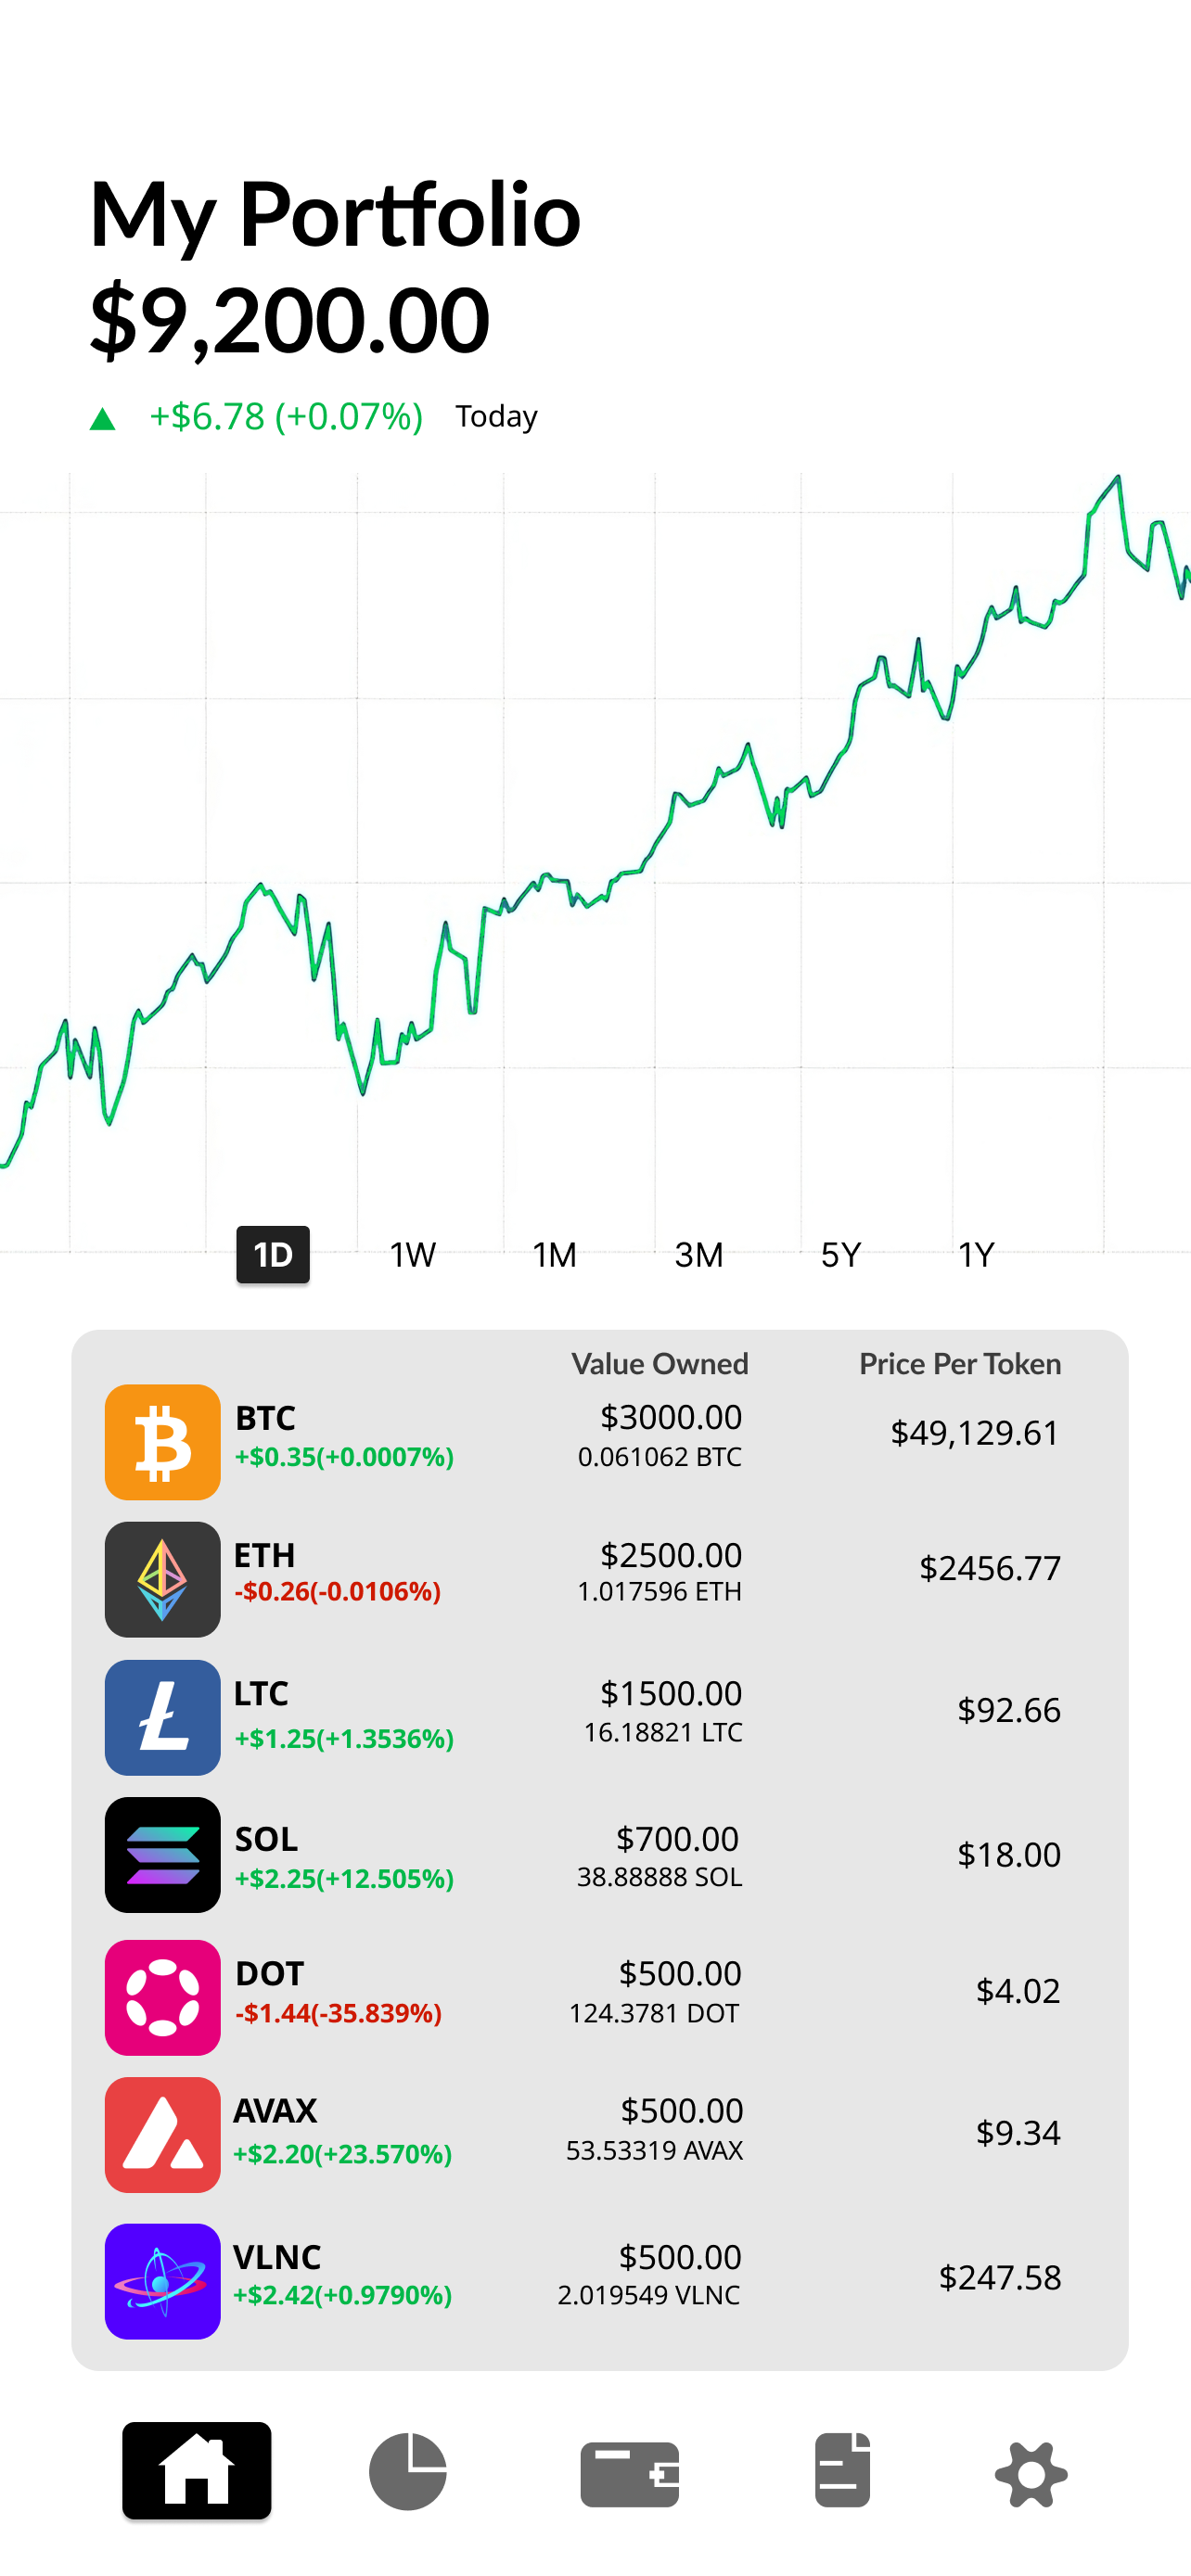 My Portfolio
$9,200.00
+$6.78 (+0.07%) Today
1D 1W 1M 3M 5Y 1Y
Value Owned Price Per Token
BTC $3000.00 $49,129.61
+$0.35(+0.0007%) 0.061062 BTC
ETH $2500.00 $2456.77
-$0.26(-0.0106%) 1.017596 ETH
LTC $1500.00 $92.66
+$1.25(+1.3536%) 16.18821 LTC
SOL $700.00 $18.00
+$2.25(+12.505%) 38.88888 SOL
DOT $500.00 $4.02
-$1.44(-35.839%) 124.3781 DOT
AVAX $500.00 $9.34
+$2.20(+23.570%) 53.53319 AVAX
VLNC $500.00 $247.58
+$2.42(+0.9790%) 2.019549 VLNC